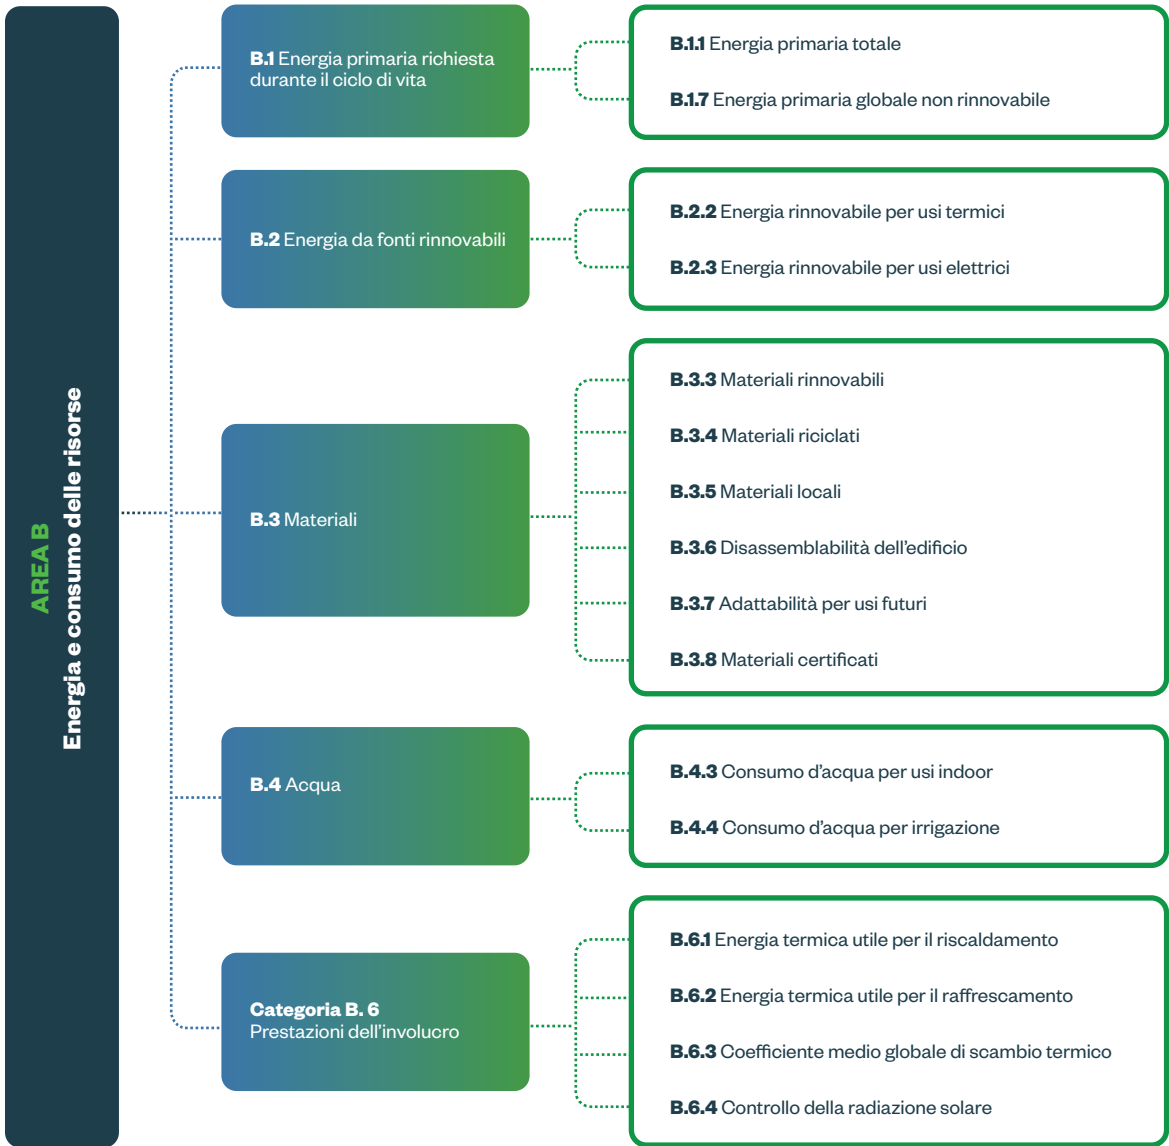 AREA B
Energia e consumo delle risorse
B.1 Energia primaria richiesta
durante il ciclo di vita
B.1.1 Energia primaria totale
B.1.7 Energia primaria globale non rinnovabile
B.2 Energia da fonti rinnovabili
B.2.2 Energia rinnovabile per usi termici
B.2.3 Energia rinnovabile per usi elettrici
B.3 Materiali
B.3.3 Materiali rinnovabili
B.3.4 Materiali riciclati
B.3.5 Materiali locali
B.3.6 Disassemblabilità dell'edificio
B.3.7 Adattabilità per usi futuri
B.3.8 Materiali certificati
B.4 Acqua
B.4.3 Consumo d'acqua per usi indoor
B.4.4 Consumo d'acqua per irrigazione
Categoria B. 6
Prestazioni dell'involucro
B.6.1 Energia termica utile per il riscaldamento
B.6.2 Energia termica utile per il raffrescamento
B.6.3 Coefficiente medio globale di scambio termico
B.6.4 Controllo della radiazione solare